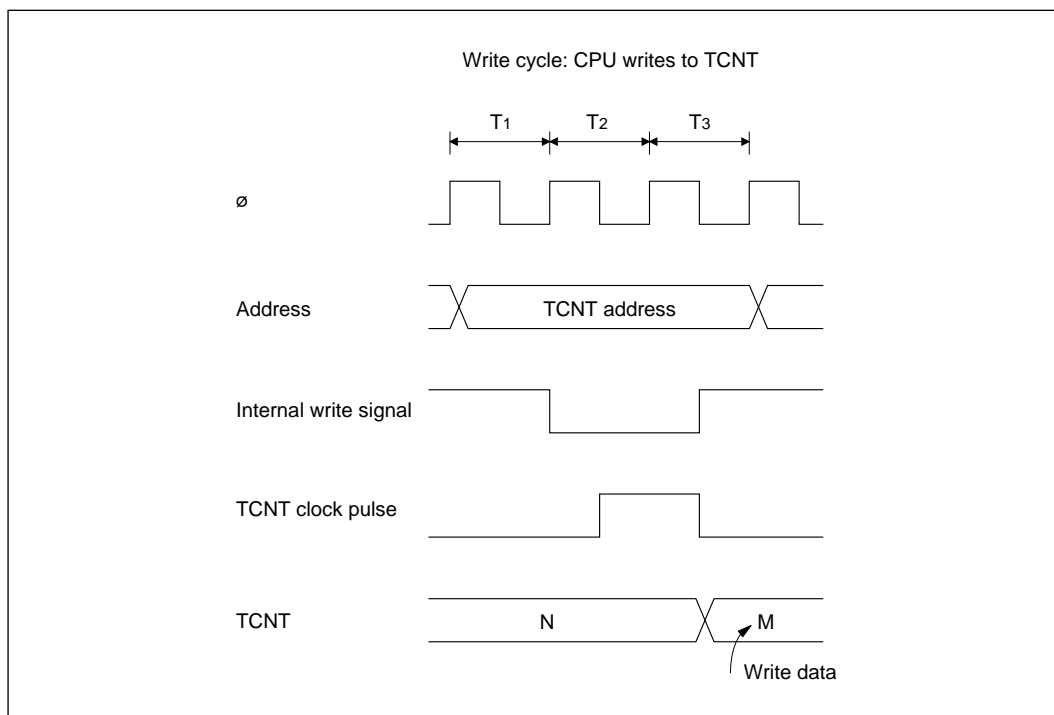 Write cycle: CPU writes to TCNT
T1 T2 T3
ø
Address TCNT address
Internal write signal
TCNT clock pulse
TCNT N M
Write data